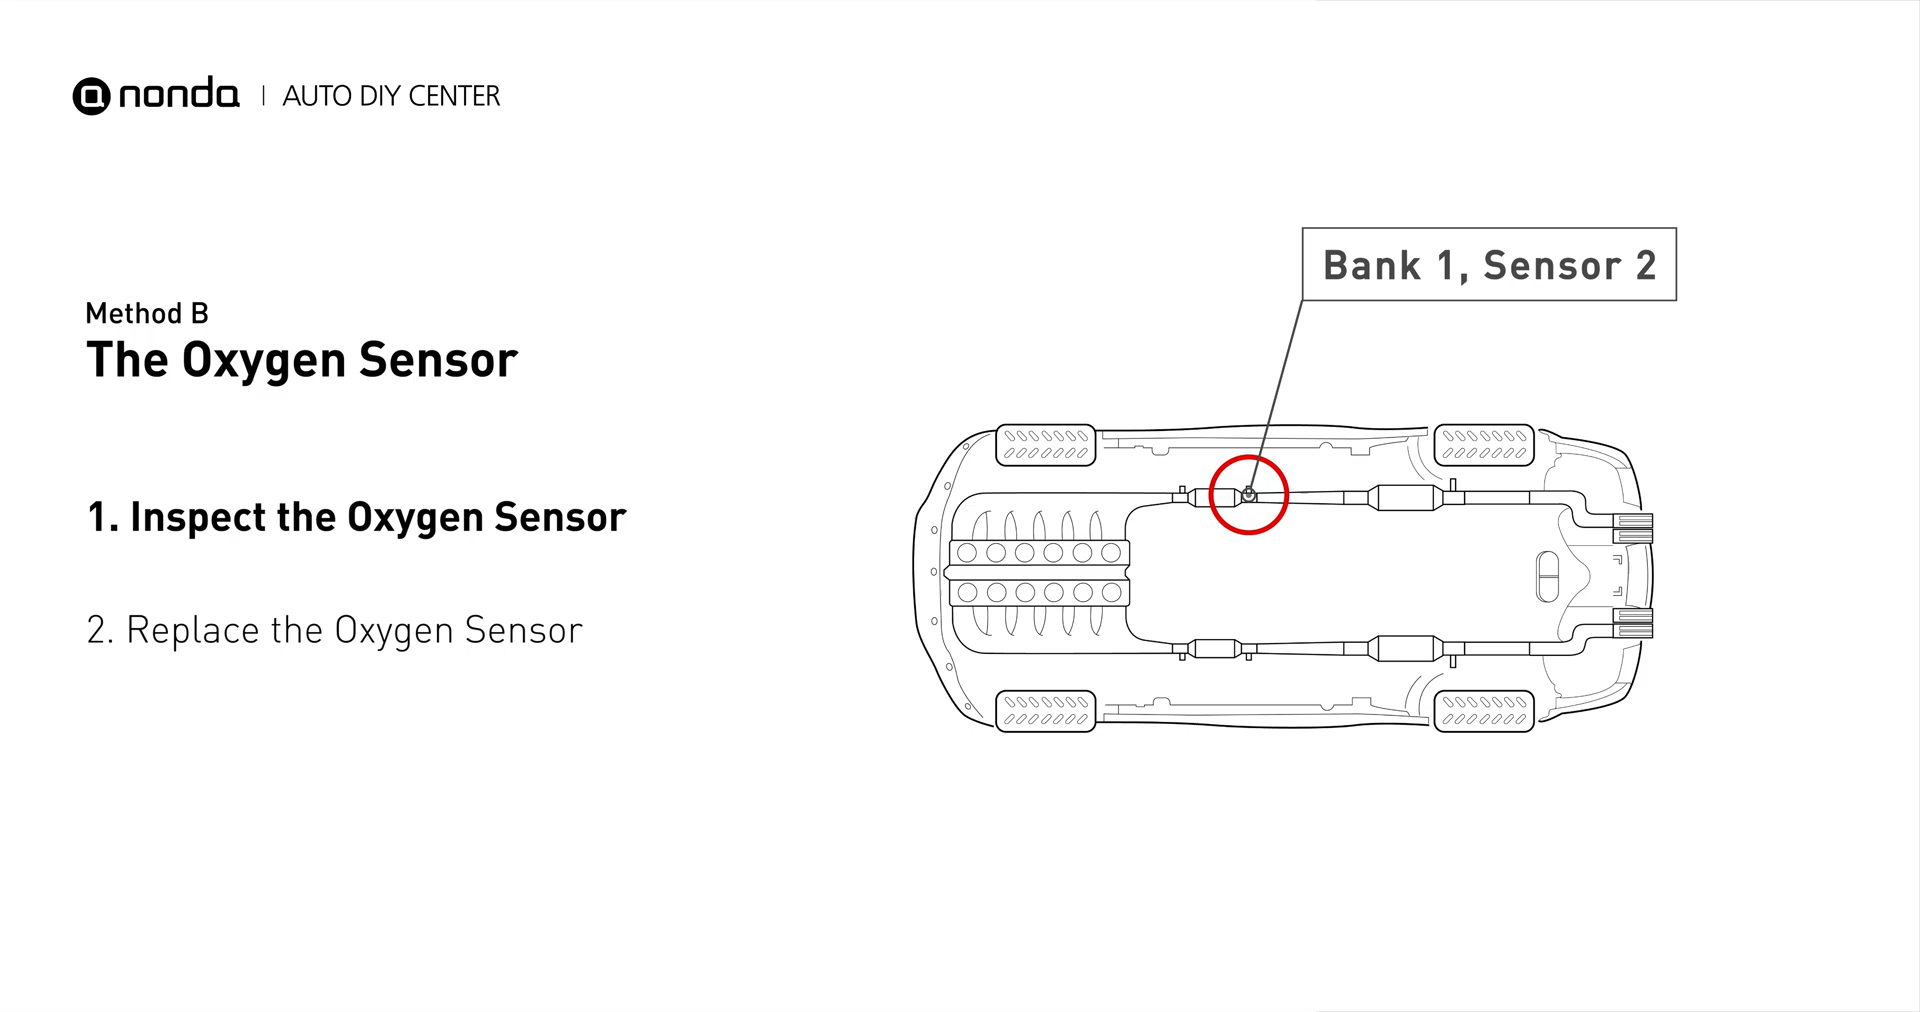 nonda | AUTO DIY CENTER
Bank 1, Sensor 2
Method B
The Oxygen Sensor
1. Inspect the Oxygen Sensor
2. Replace the Oxygen Sensor